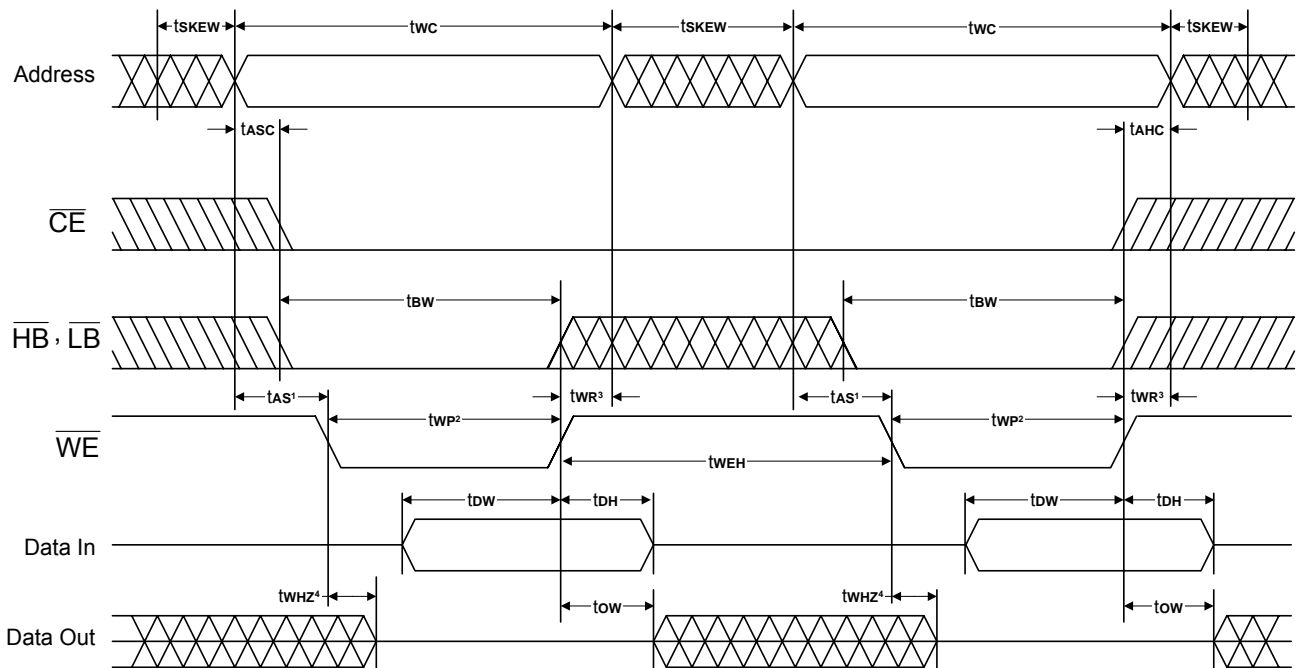 tSKEW tWC tSKEW tWC tSKEW
Address
tASC tAHC
CE
tBW tBW
HB, LB
tAS¹ tWR³ tAS¹ tWR³
tWP² tWP²
WE
tWEH
tDW tDH tDW tDH
Data In
tWHZ⁴ tOW tWHZ⁴ tOW
Data Out